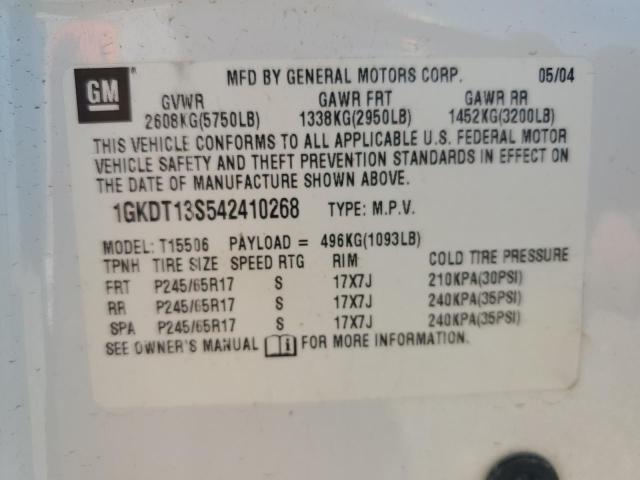 GM
MFD BY GENERAL MOTORS CORP. 05/04
GVWR GAWR FRT GAWR RR
2608KG(5750LB) 1338KG(2950LB) 1452KG(3200LB)
THIS VEHICLE CONFORMS TO ALL APPLICABLE U.S. FEDERAL MOTOR
VEHICLE SAFETY AND THEFT PREVENTION STANDARDS IN EFFECT ON
THE DATE OF MANUFACTURE SHOWN ABOVE.
1GKDT13S542410268 TYPE: M.P.V.
MODEL: T15506 PAYLOAD = 496KG(1093LB)
TPNH TIRE SIZE SPEED RTG RIM COLD TIRE PRESSURE
FRT P245/65R17 S 17X7J 210KPA(30PSI)
RR P245/65R17 S 17X7J 240KPA(35PSI)
SPA P245/65R17 S 17X7J 240KPA(35PSI)
SEE OWNER'S MANUAL i FOR MORE INFORMATION.